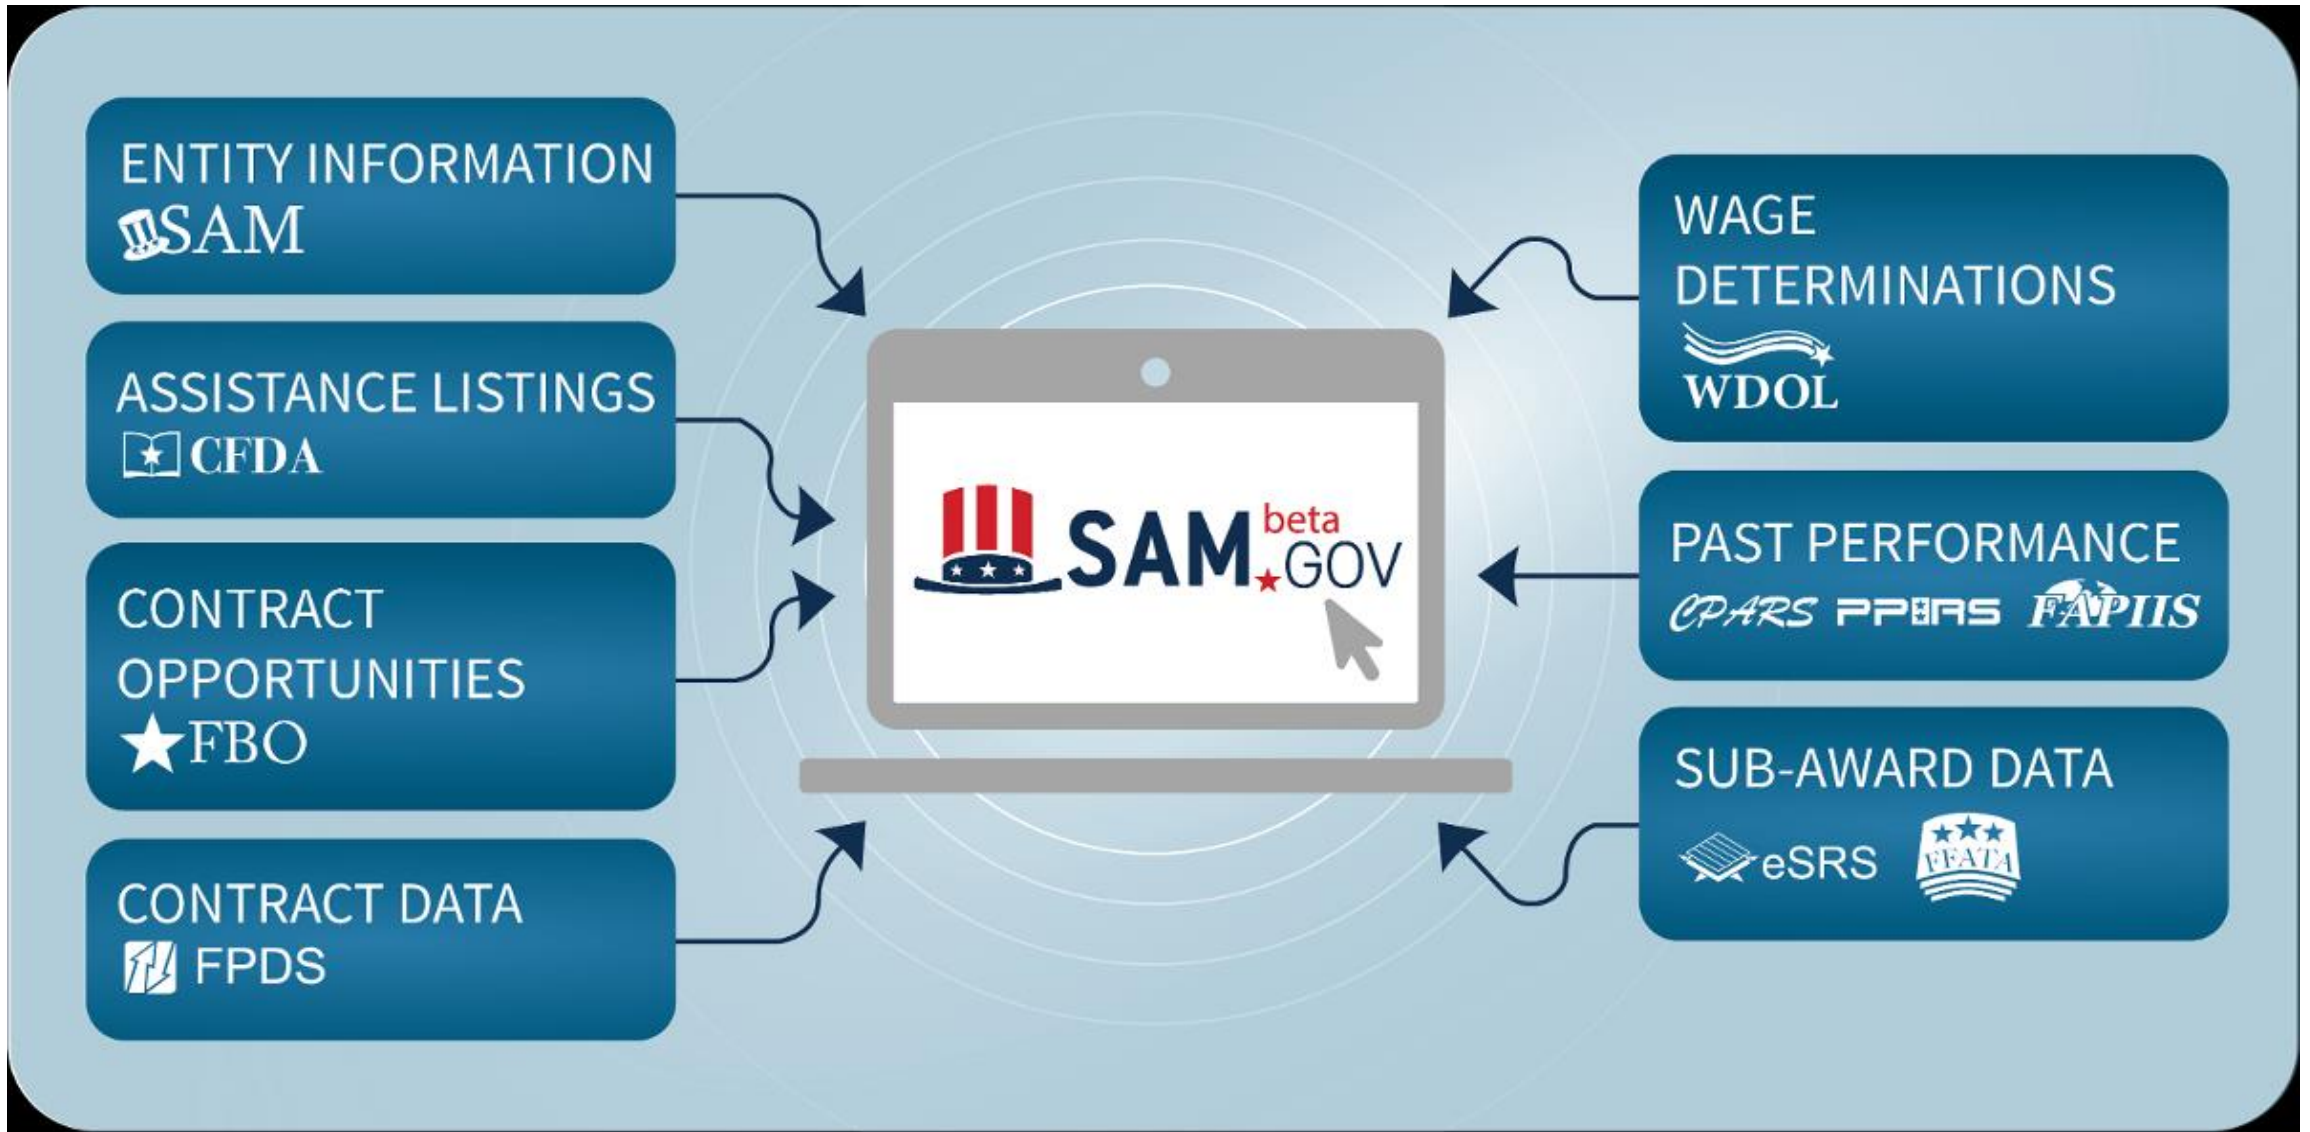 ENTITY INFORMATION
SAM
ASSISTANCE LISTINGS
CFDA
CONTRACT
OPPORTUNITIES
FBO
CONTRACT DATA
FPDS
SAM.GOV
beta
WAGE
DETERMINATIONS
WDOL
PAST PERFORMANCE
CPARS PPIRS FAPIIS
SUB-AWARD DATA
eSRS FFATA